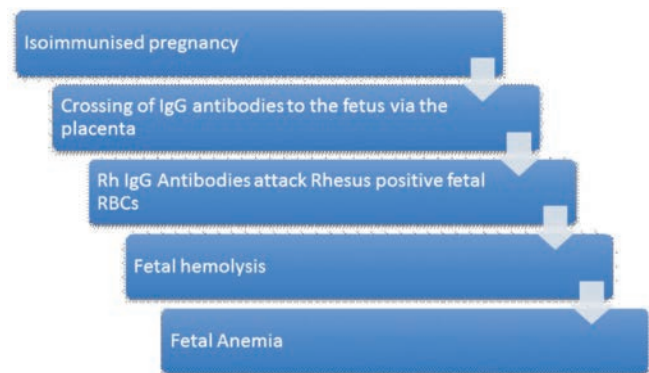 Isoimmunised pregnancy
Crossing of IgG antibodies to the fetus via the
placenta
Rh IgG Antibodies attack Rhesus positive fetal
RBCs
Fetal hemolysis
Fetal Anemia